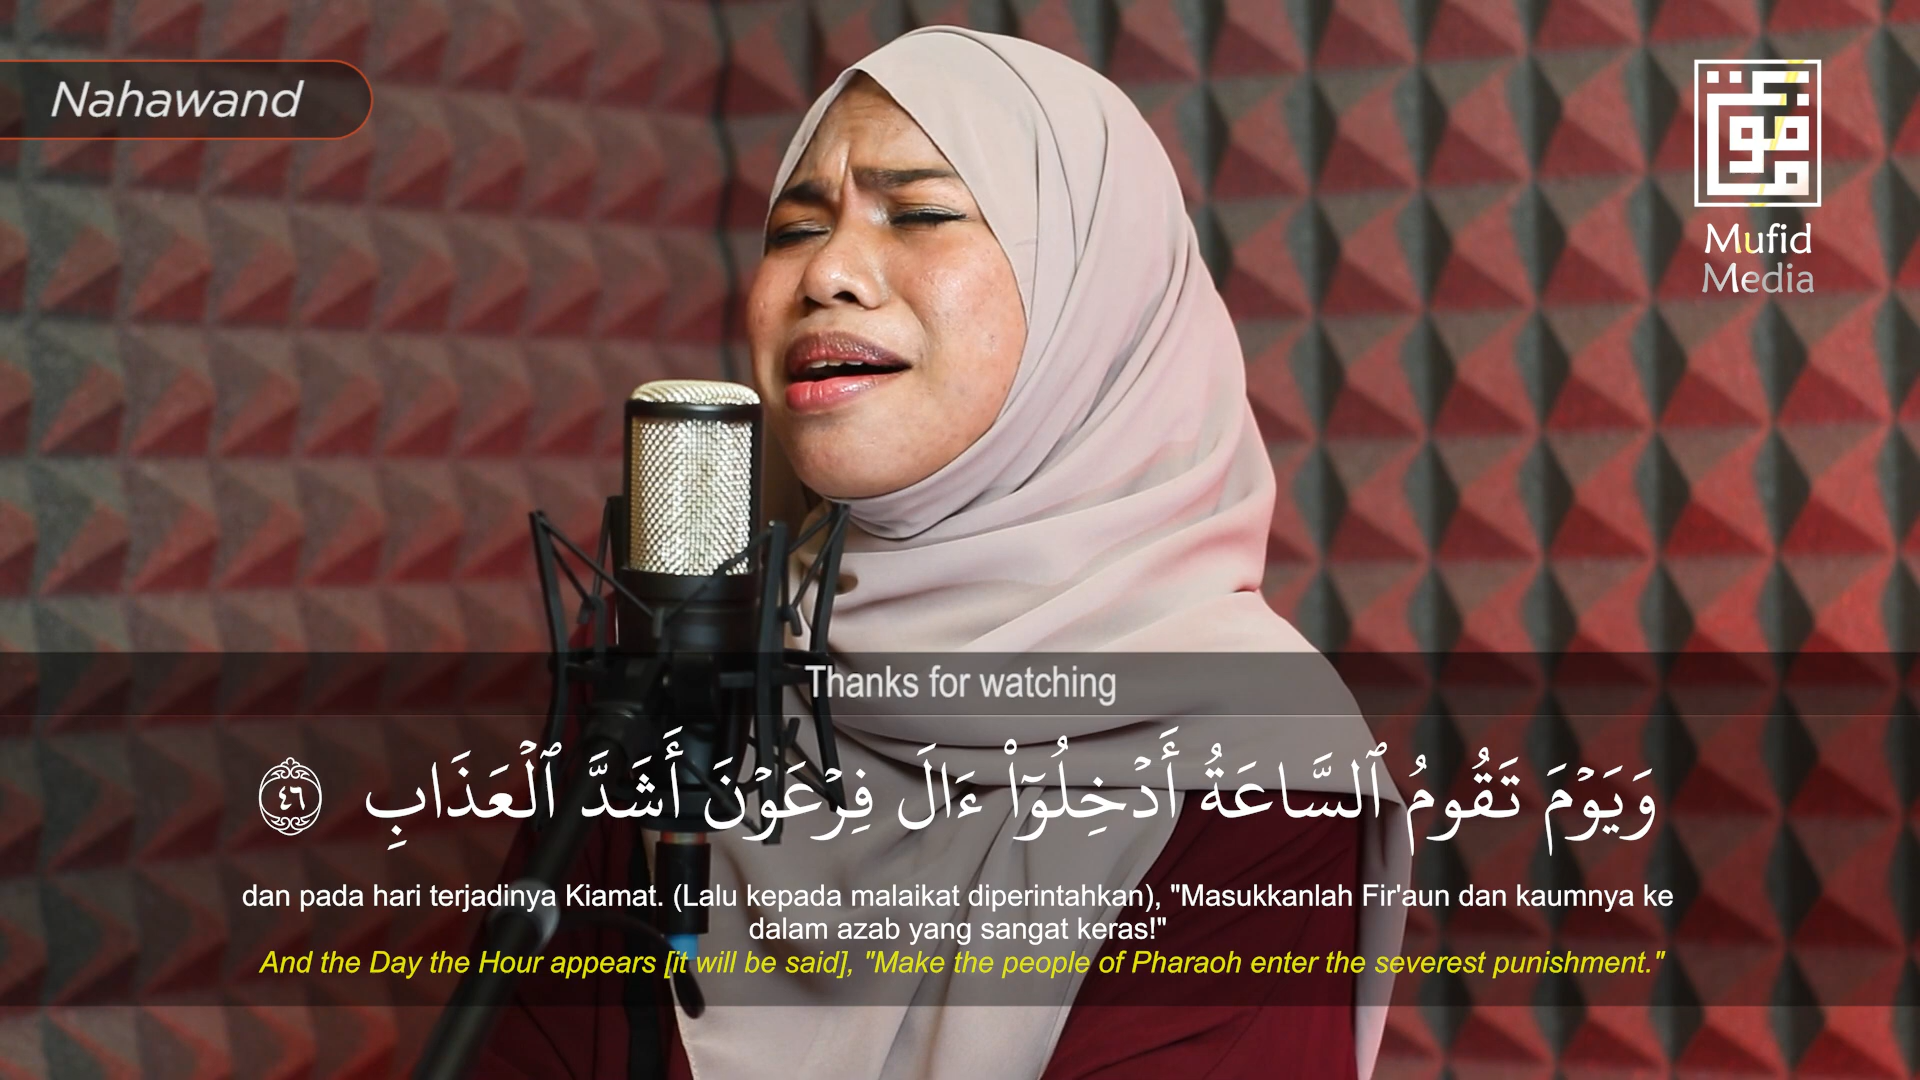 Nahawand
Mufid
Media
Thanks for watching
وَيَوْمَ تَقُومُ ٱلسَّاعَةُ أَدْخِلُوٓا۟ ءَالَ فِرْعَوْنَ أَشَدَّ ٱلْعَذَابِ ٤٦
dan pada hari terjadinya Kiamat. (Lalu kepada malaikat diperintahkan), "Masukkanlah Fir'aun dan kaumnya ke
dalam azab yang sangat keras!"
And the Day the Hour appears [it will be said], "Make the people of Pharaoh enter the severest punishment."